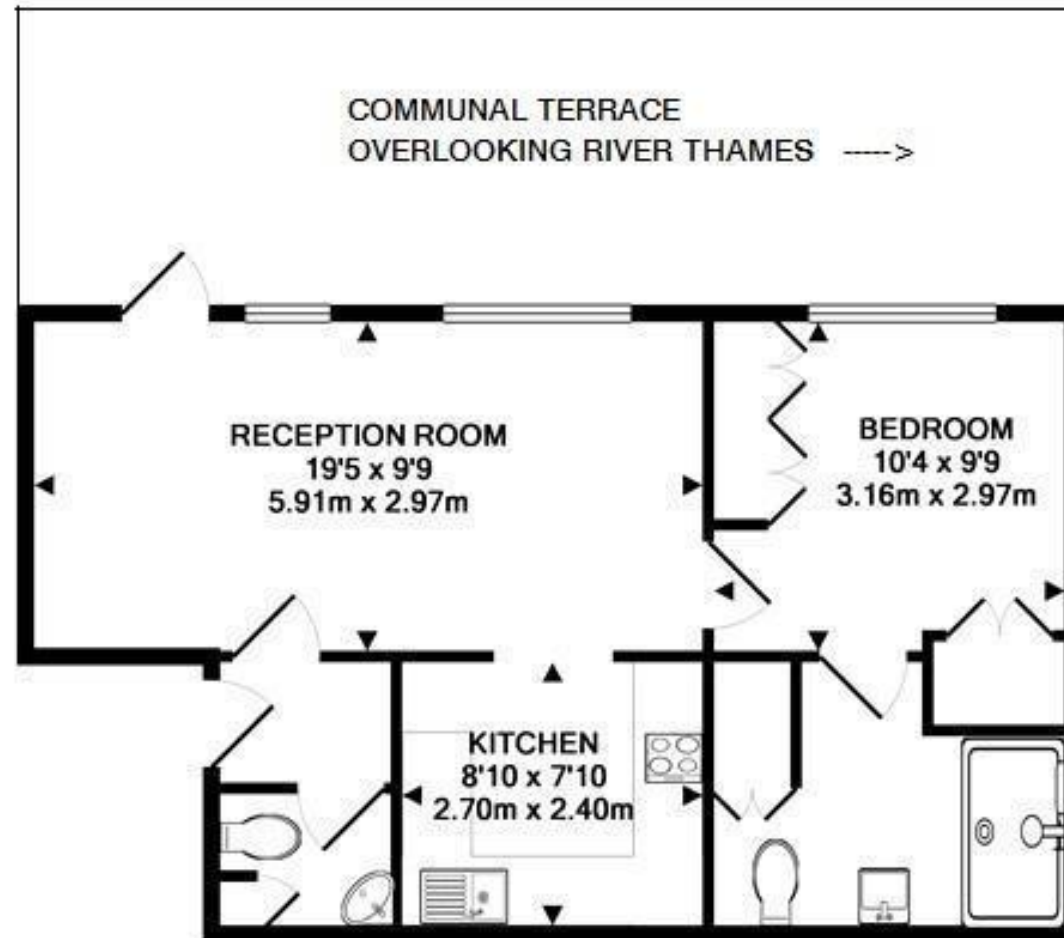 COMMUNAL TERRACE
OVERLOOKING RIVER THAMES ----->
RECEPTION ROOM
19'5 x 9'9
5.91m x 2.97m
BEDROOM
10'4 x 9'9
3.16m x 2.97m
KITCHEN
8'10 x 7'10
2.70m x 2.40m